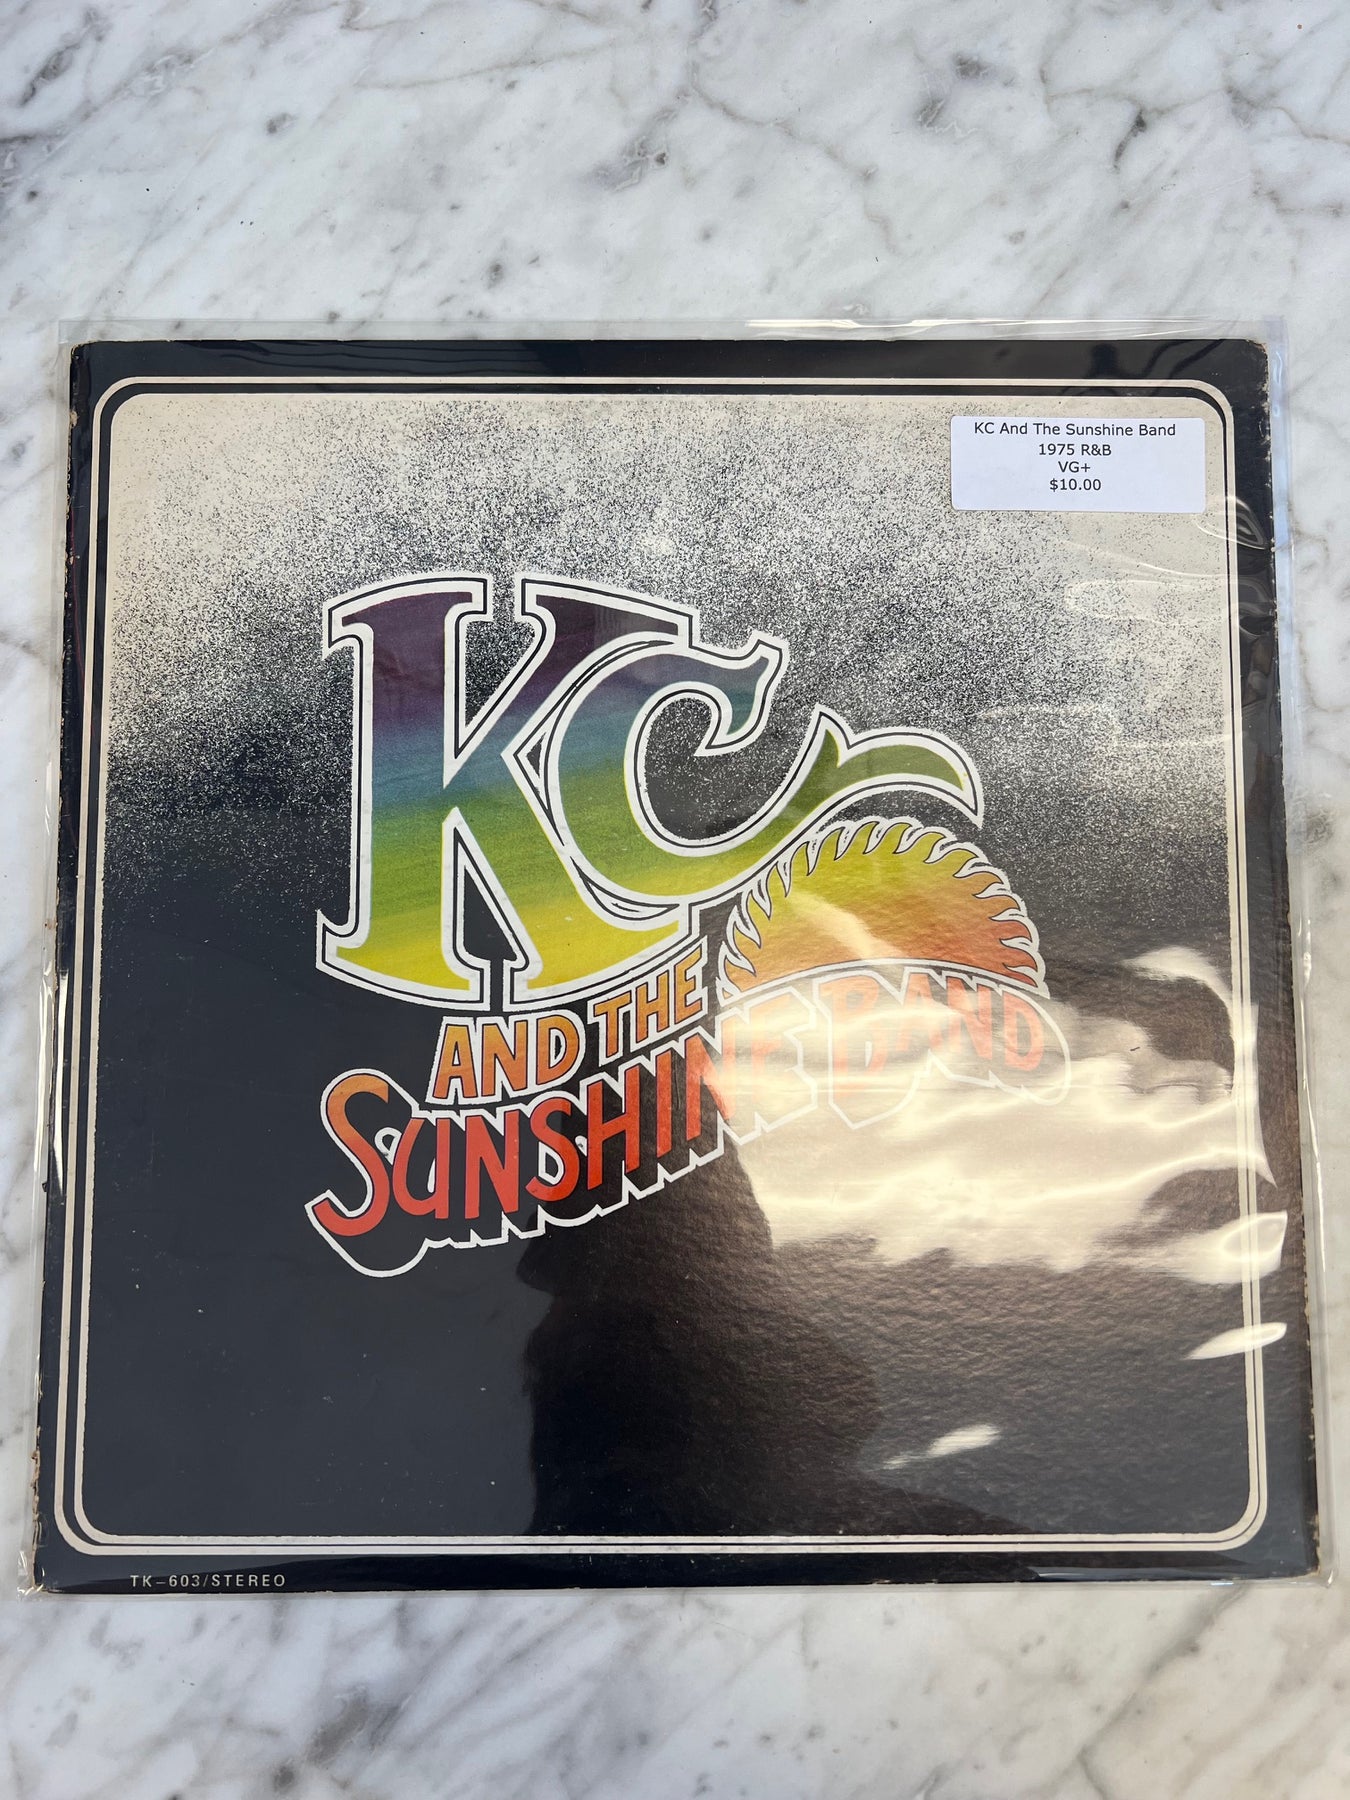 KC And The Sunshine Band
1975 R&B
VG+
$10.00
KC
AND THE
SUNSHINE BAND
TK-603/STEREO